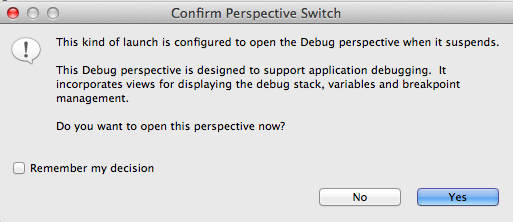 Confirm Perspective Switch
This kind of launch is configured to open the Debug perspective when it suspends.
This Debug perspective is designed to support application debugging.  It
incorporates views for displaying the debug stack, variables and breakpoint
management.
Do you want to open this perspective now?
Remember my decision
No
Yes